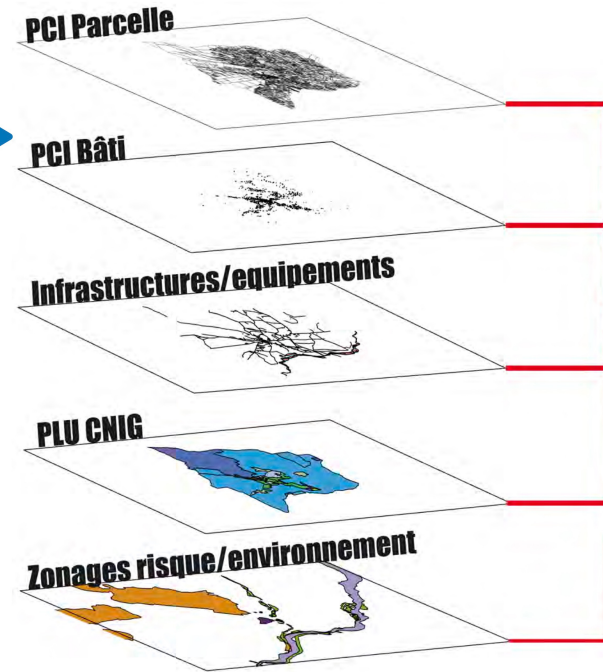 PCI Parcelle
PCI Bâti
Infrastructures/equipements
PLU CNIG
Zonages risque/environnement